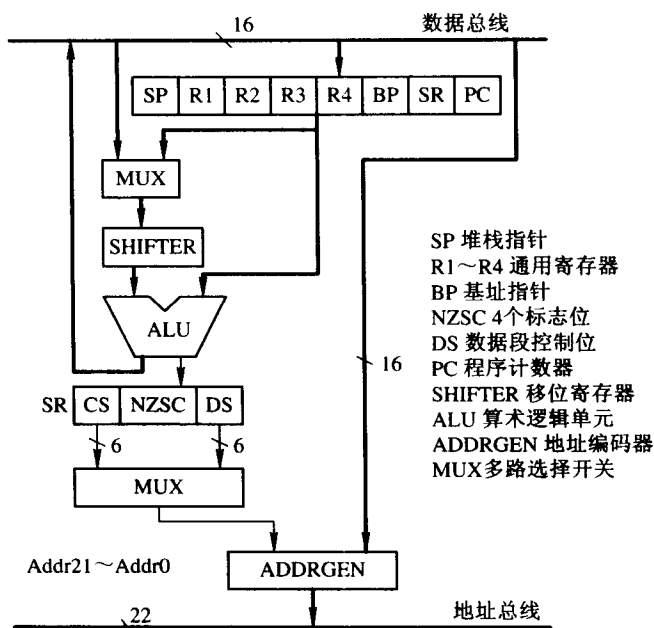 16 数据总线
SP R1 R2 R3 R4 BP SR PC
MUX
SHIFTER
ALU
16
SR CS NZSC DS
6 6
MUX
Addr21～Addr0
ADDRGEN
22 地址总线
SP 堆栈指针
R1～R4 通用寄存器
BP 基址指针
NZSC 4个标志位
DS 数据段控制位
PC 程序计数器
SHIFTER 移位寄存器
ALU 算术逻辑单元
ADDRGEN 地址编码器
MUX多路选择开关